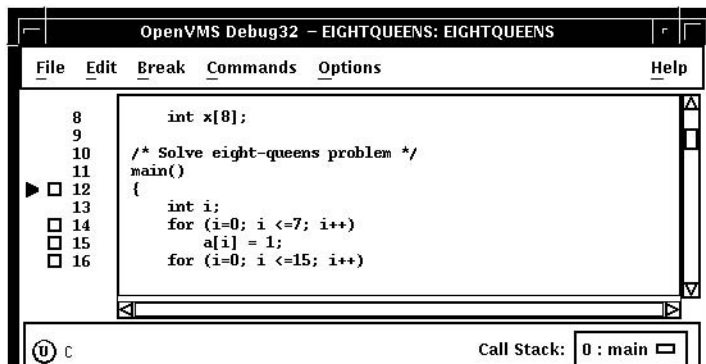 OpenVMS Debug32 – EIGHTQUEENS: EIGHTQUEENS
File Edit Break Commands Options Help
8 int x[8];
9
10 /* Solve eight-queens problem */
11 main()
12 {
13 int i;
14 for (i=0; i <=7; i++)
15 a[i] = 1;
16 for (i=0; i <=15; i++)
U C Call Stack: 0 : main